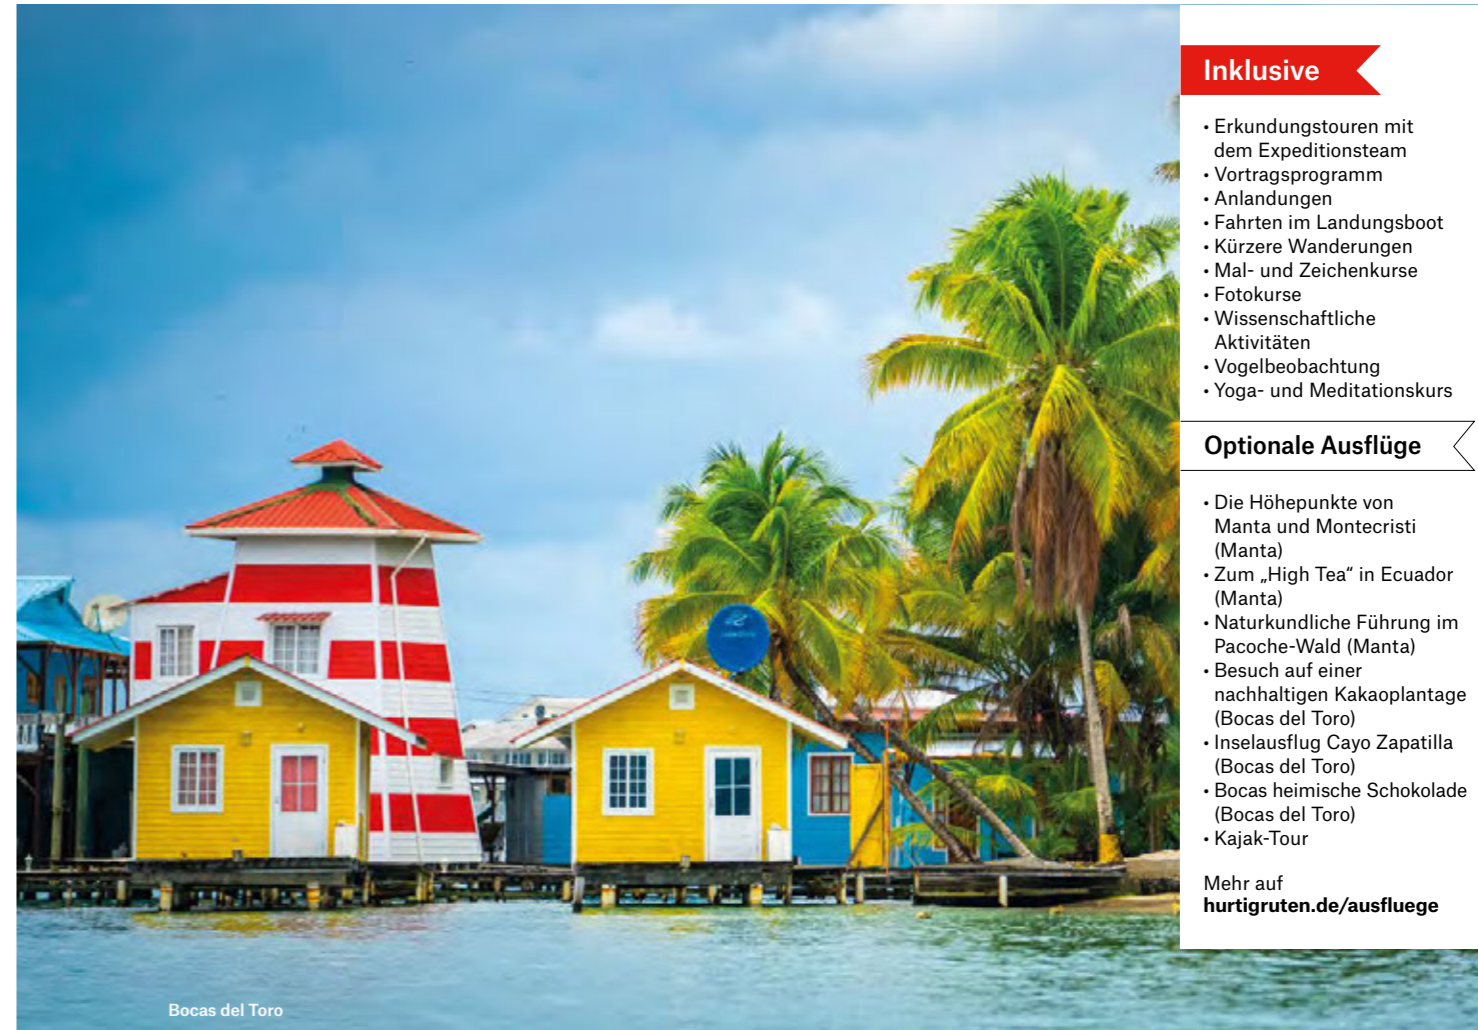 Inklusive
• Erkundungstouren mit
dem Expeditionsteam
• Vortragsprogramm
• Anlandungen
• Fahrten im Landungsboot
• Kürzere Wanderungen
• Mal- und Zeichenkurse
• Fotokurse
• Wissenschaftliche
Aktivitäten
• Vogelbeobachtung
• Yoga- und Meditationskurs
Optionale Ausflüge
• Die Höhepunkte von
Manta und Montecristi
(Manta)
• Zum „High Tea“ in Ecuador
(Manta)
• Naturkundliche Führung im
Pacoche-Wald (Manta)
• Besuch auf einer
nachhaltigen Kakaoplantage
(Bocas del Toro)
• Inselausflug Cayo Zapatilla
(Bocas del Toro)
• Bocas heimische Schokolade
(Bocas del Toro)
• Kajak-Tour
Mehr auf
hurtigruten.de/ausfluege
Bocas del Toro